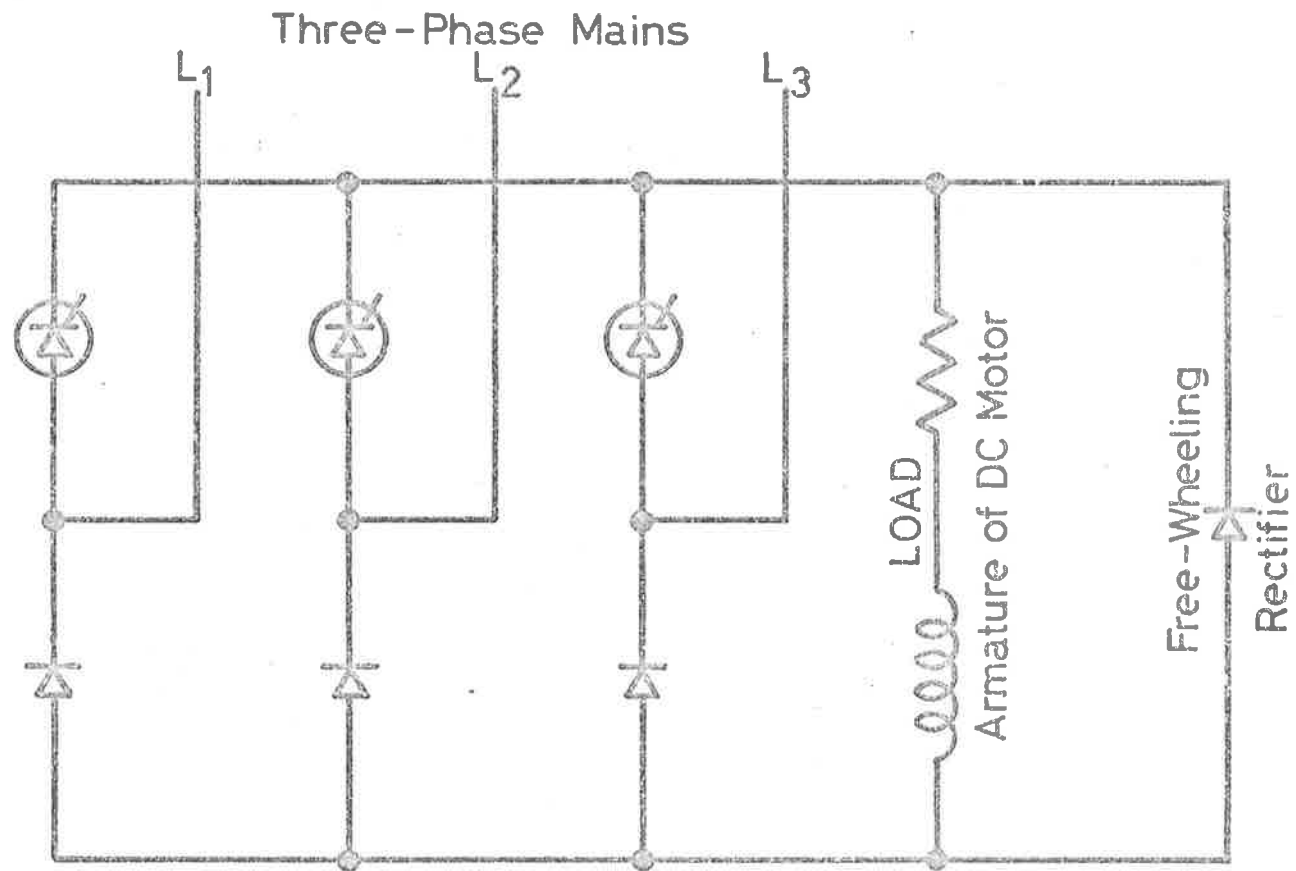 Three-Phase Mains
L1
L2
L3
LOAD
Armature of DC Motor
Free-Wheeling
Rectifier